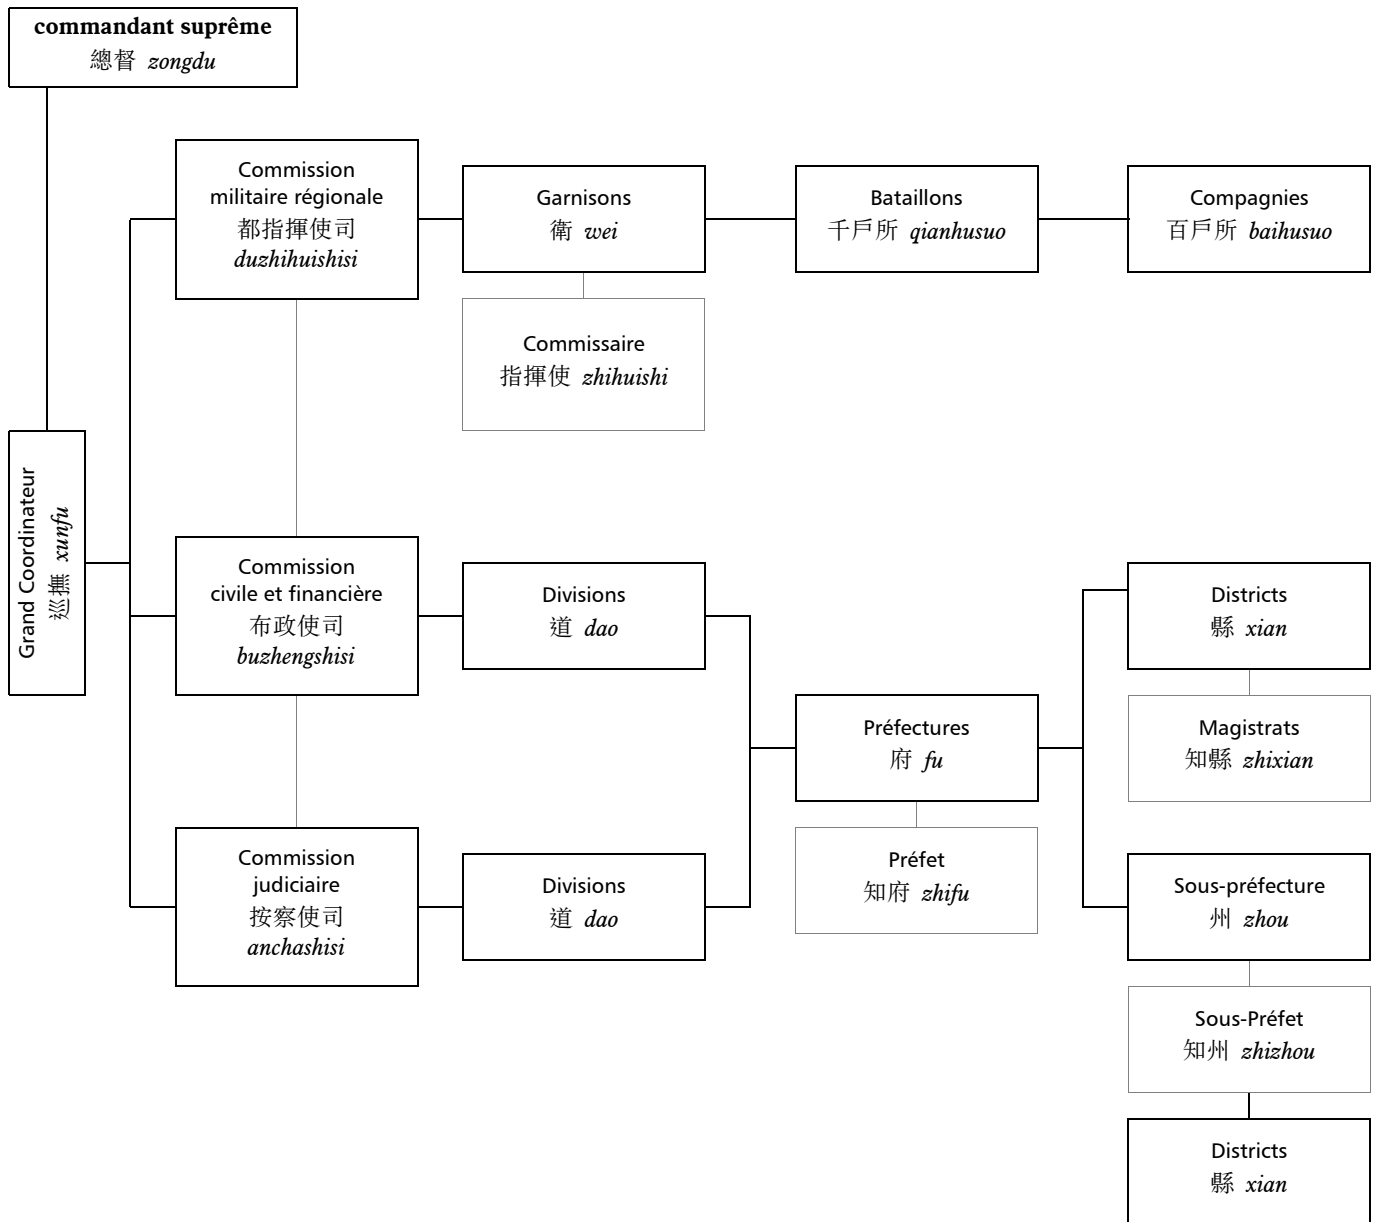 commandant suprême
總督 zongdu
Commission
militaire régionale
都指揮使司
duzhihuishisi
Garnisons
衛 wei
Bataillons
千戶所 qianhusuo
Compagnies
百戶所 baihusuo
Commissaire
指揮使 zhihuishi
Grand Coordinateur
巡撫 xunfu
Commission
civile et financière
布政使司
buzhengshisi
Divisions
道 dao
Districts
縣 xian
Préfectures
府 fu
Magistrats
知縣 zhixian
Commission
judiciaire
按察使司
anchashisi
Divisions
道 dao
Préfet
知府 zhifu
Sous-préfecture
州 zhou
Sous-Préfet
知州 zhizhou
Districts
縣 xian